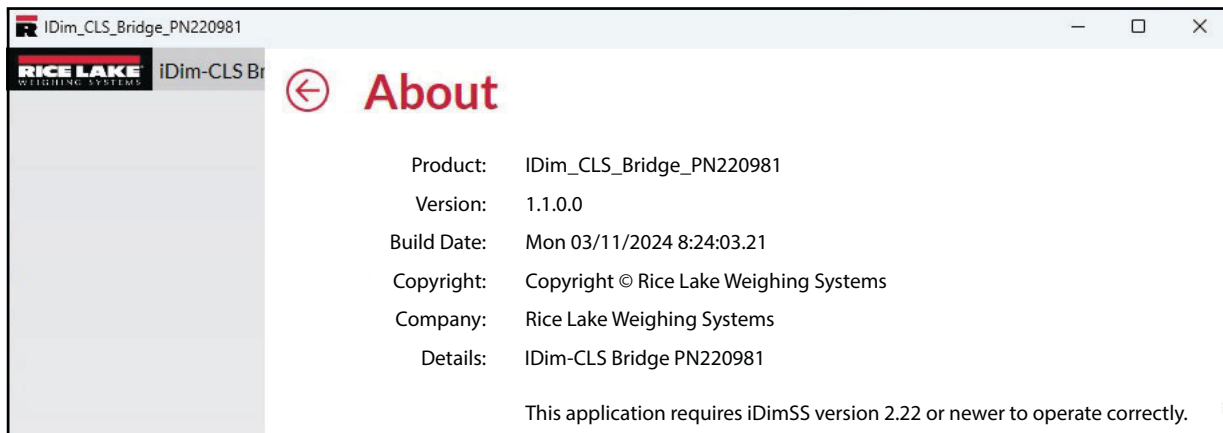 IDim_CLS_Bridge_PN220981
RICE LAKE
WEIGHING SYSTEMS
iDim-CLS Br
About
Product: IDim_CLS_Bridge_PN220981
Version: 1.1.0.0
Build Date: Mon 03/11/2024 8:24:03.21
Copyright: Copyright © Rice Lake Weighing Systems
Company: Rice Lake Weighing Systems
Details: IDim-CLS Bridge PN220981
This application requires iDimSS version 2.22 or newer to operate correctly.